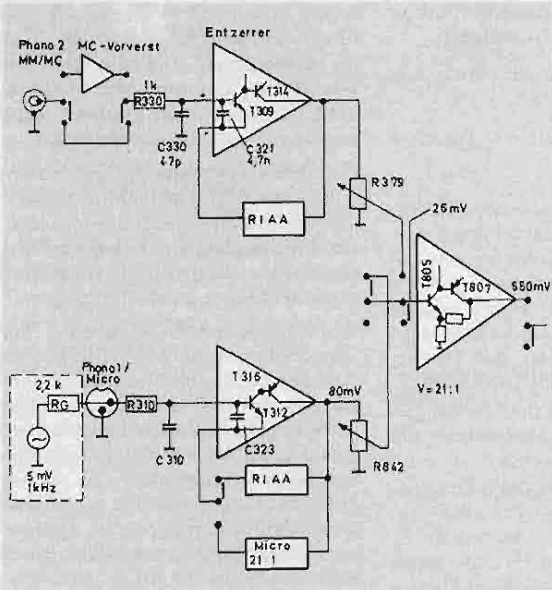 Entzerrer
Phono 2
MM/MC
MC-Vorverst
1k
R330
C330
47p
T314
T309
C321
4,7n
RIAA
R379
26mV
T805
T807
550mV
V=21:1
2,2 k
RG
5 mV
1kHz
Phono1/
Micro
R310
C310
T316
T312
C323
80mV
R842
RIAA
Micro
21:1